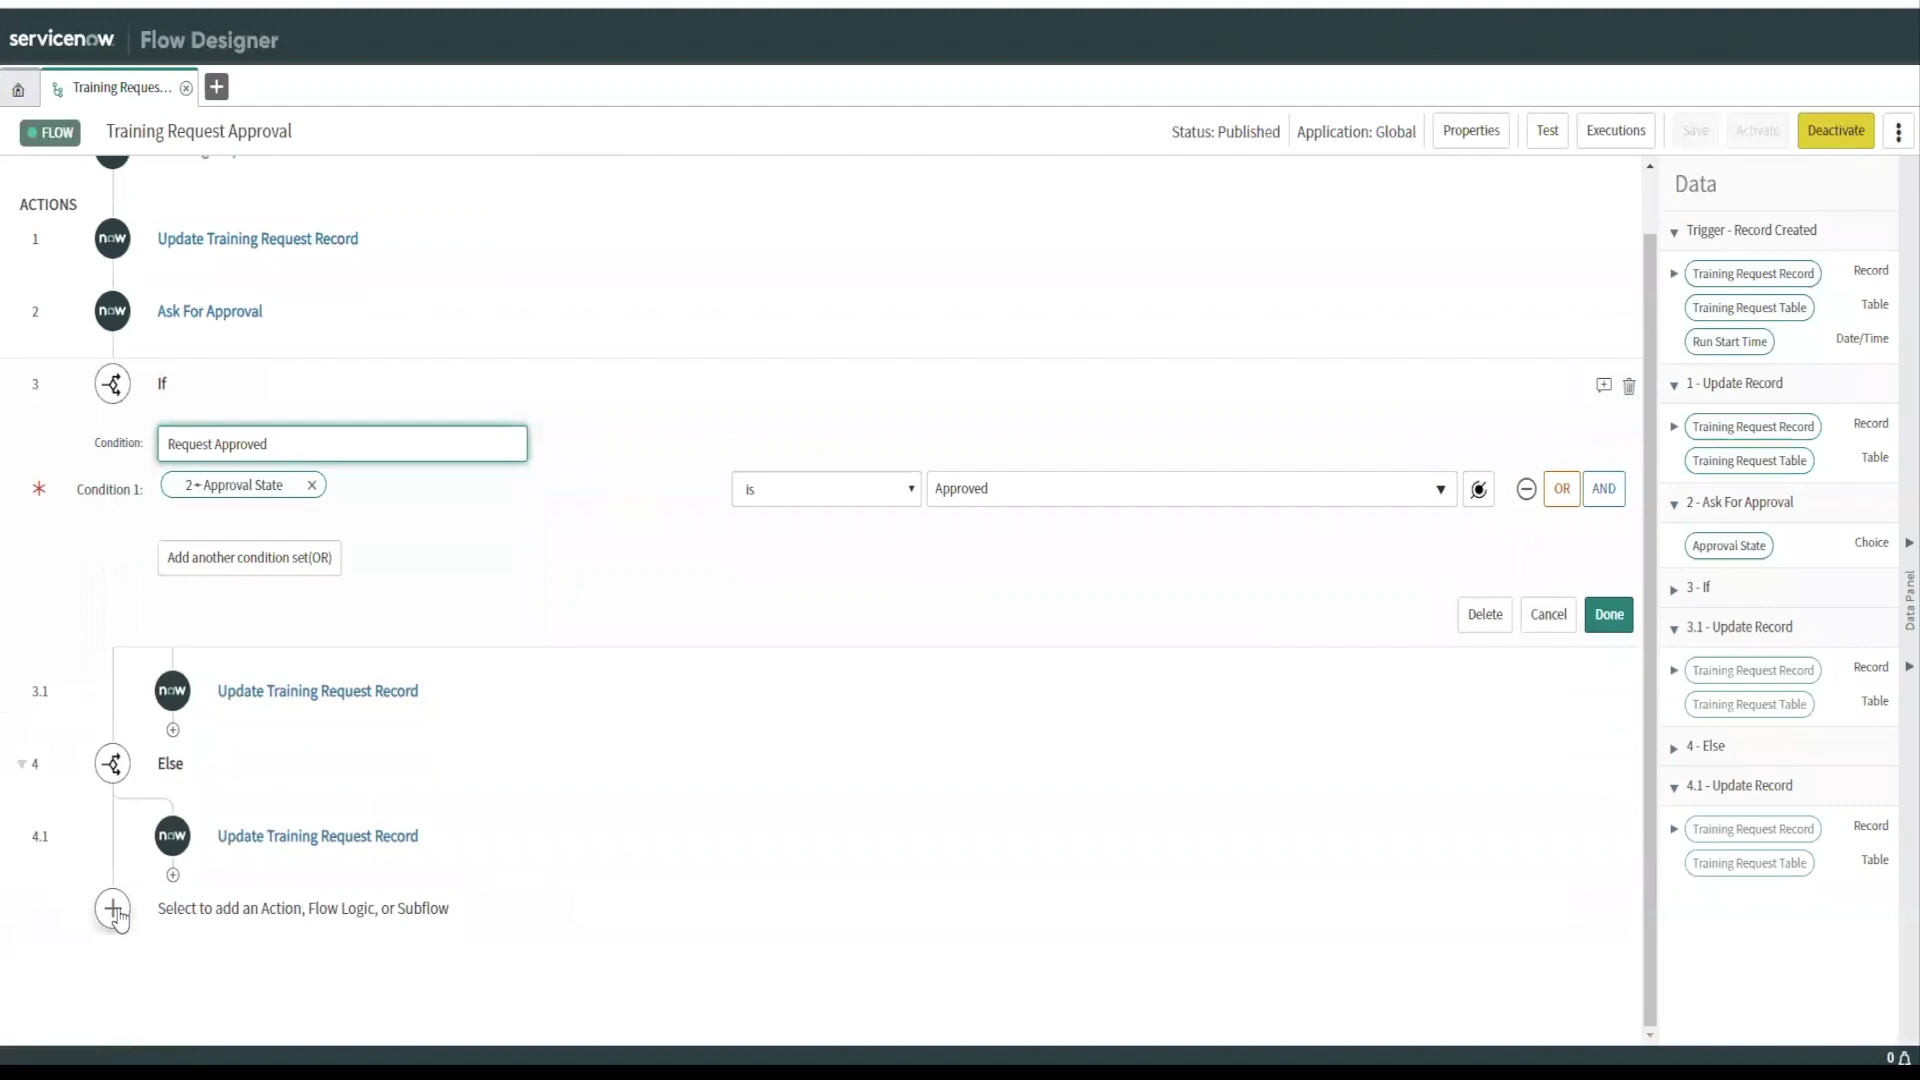 servicenow Flow Designer
Training Reques...
FLOW Training Request Approval Status: Published Application: Global Properties Test Executions Save Activate Deactivate
ACTIONS
1 now Update Training Request Record
2 now Ask For Approval
3 If
Condition: Request Approved
* Condition 1: 2➛Approval State is Approved OR AND
Add another condition set(OR)
Delete Cancel Done
3.1 now Update Training Request Record
4 Else
4.1 now Update Training Request Record
Select to add an Action, Flow Logic, or Subflow
Data
Trigger - Record Created
Training Request Record Record
Training Request Table Table
Run Start Time Date/Time
1 - Update Record
Training Request Record Record
Training Request Table Table
2 - Ask For Approval
Approval State Choice
3 - If
3.1 - Update Record
Training Request Record Record
Training Request Table Table
4 - Else
4.1 - Update Record
Training Request Record Record
Training Request Table Table
Data Panel
0